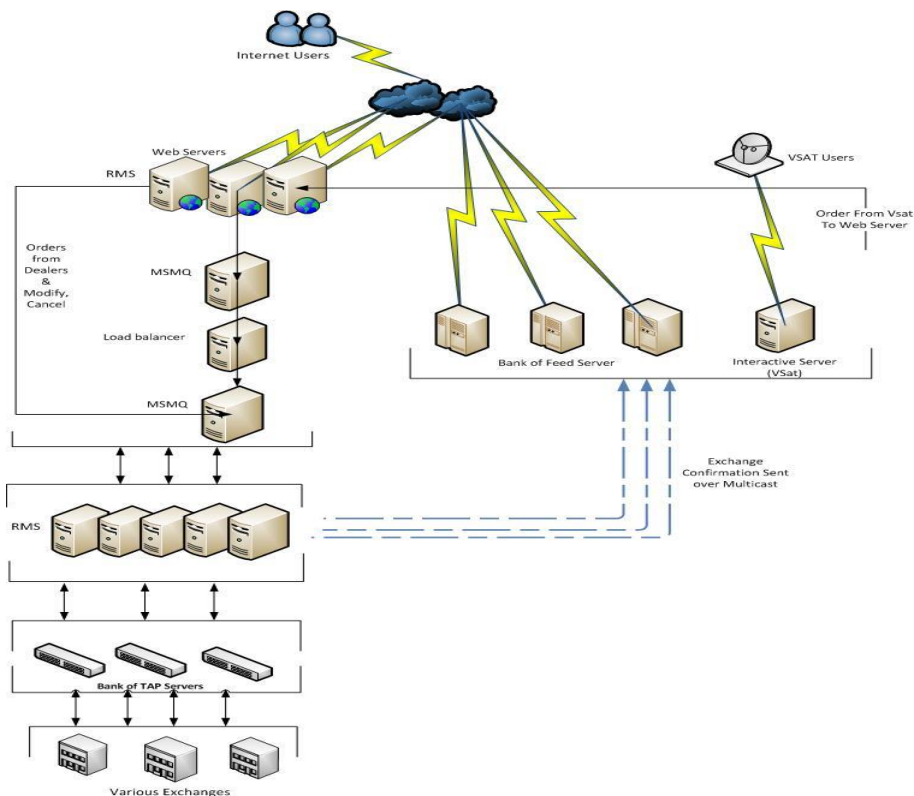 Internet Users
Web Servers
RMS
VSAT Users
Order From Vsat
To Web Server
Orders
from
Dealers
&
Modify,
Cancel
MSMQ
Load balancer
Bank of Feed Server
Interactive Server
(VSat)
MSMQ
Exchange
Confirmation Sent
over Multicast
RMS
Bank of TAP Servers
Various Exchanges